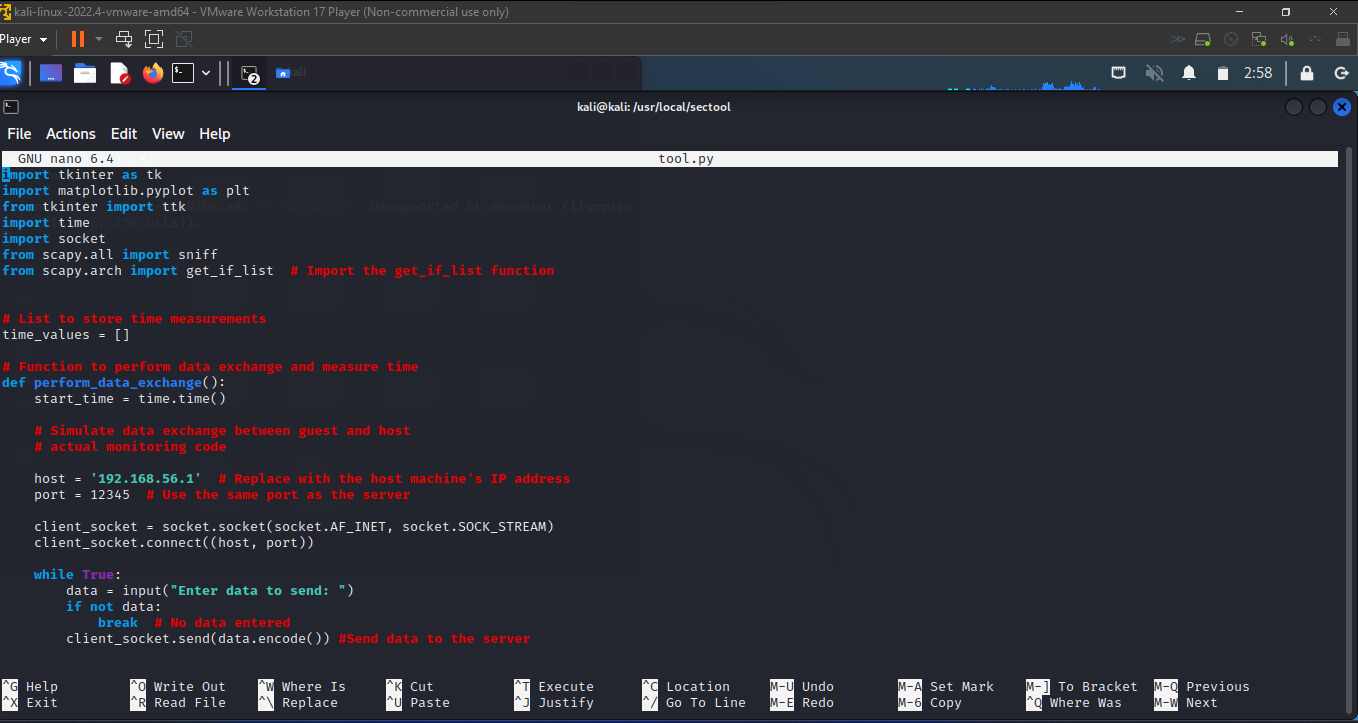 kali-linux-2022.4-vmware-amd64 - VMware Workstation 17 Player (Non-commercial use only)
Player
2
kali
2:58
kali@kali: /usr/local/sectool
File Actions Edit View Help
GNU nano 6.4 tool.py
import tkinter as tk
import matplotlib.pyplot as plt
from tkinter import ttk
: Unsupported GL renderer (llvmpipe
import time
import socket
from scapy.all import sniff
from scapy.arch import get_if_list  # Import the get_if_list function
# List to store time measurements
time_values = []
# Function to perform data exchange and measure time
def perform_data_exchange():
    start_time = time.time()
    # Simulate data exchange between guest and host
    # actual monitoring code
    host = '192.168.56.1'  # Replace with the host machine's IP address
    port = 12345  # Use the same port as the server
    client_socket = socket.socket(socket.AF_INET, socket.SOCK_STREAM)
    client_socket.connect((host, port))
    while True:
        data = input("Enter data to send: ")
        if not data:
            break  # No data entered
        client_socket.send(data.encode()) #Send data to the server
^G Help ^O Write Out ^W Where Is ^K Cut ^T Execute ^C Location M-U Undo M-A Set Mark M-] To Bracket M-Q Previous
^X Exit ^R Read File ^\ Replace ^U Paste ^J Justify ^/ Go To Line M-E Redo M-6 Copy ^Q Where Was M-W Next